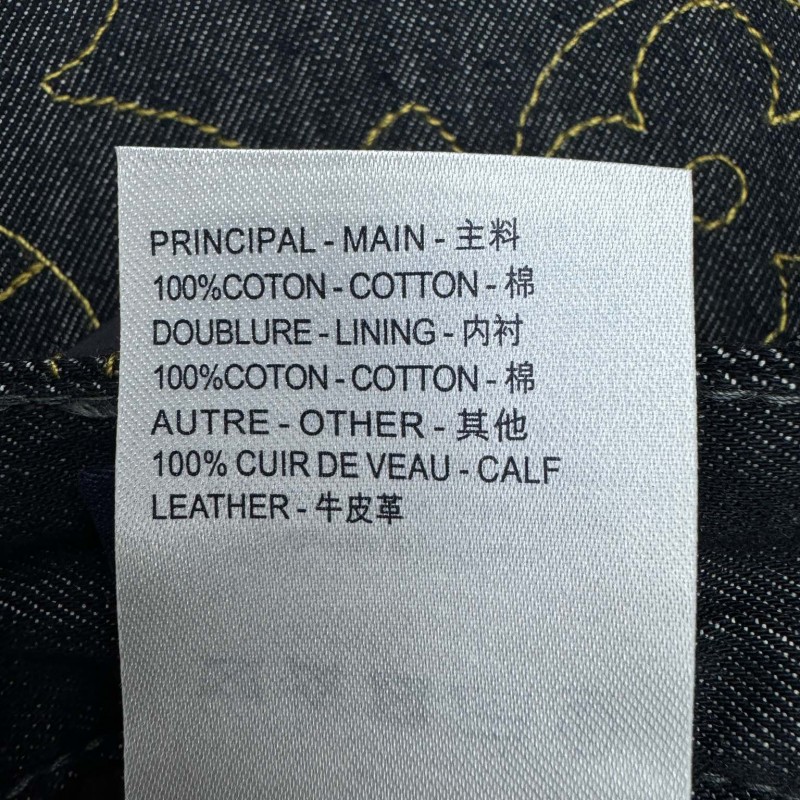 PRINCIPAL - MAIN - 主料
100%COTON - COTTON - 棉
DOUBLURE - LINING - 内衬
100%COTON - COTTON - 棉
AUTRE - OTHER - 其他
100% CUIR DE VEAU - CALF
LEATHER - 牛皮革